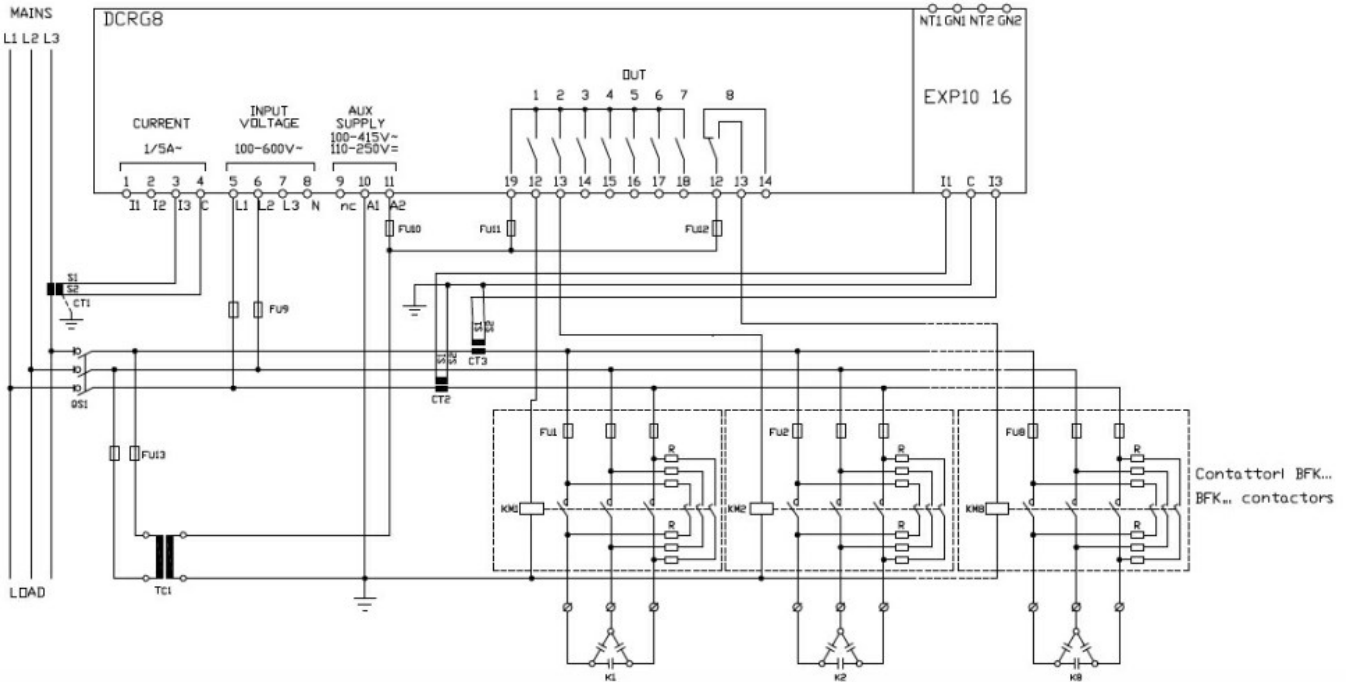 MAINS
L1 L2 L3
DCRG8
NT1 GN1 NT2 GN2
EXP10 16
OUT
1 2 3 4 5 6 7 8
CURRENT
1/5A~
INPUT
VOLTAGE
100-600V~
AUX
SUPPLY
100-415V~
110-250V=
1 2 3 4 5 6 7 8 9 10 11 19 12 13 14 15 16 17 18 12 13 14 I1 C I3
I1 I2 I3 C L1 L2 L3 N nc A1 A2
FU10 FU11 FU12
S1
S2
CT1
FU9
S1 S2
CT3
S1 S2
CT2
QS1
FU13
FU1 FU2 FU8
R R R
Contattori BFK...
BFK... contactors
KM1 KM2 KM8
R R R
TC1
LOAD
K1 K2 K8